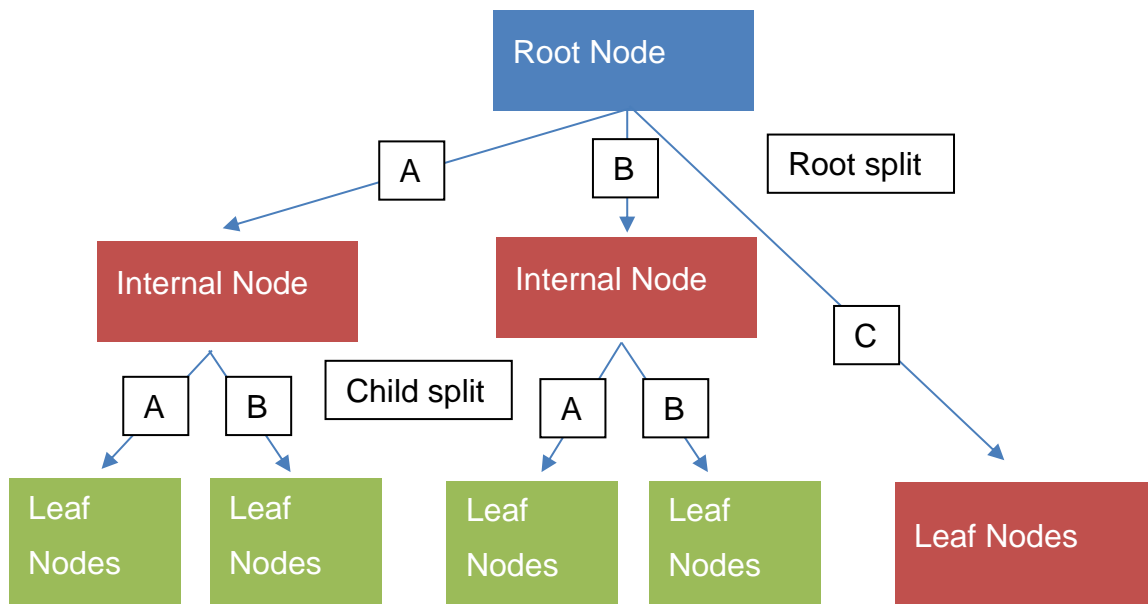 Root Node
A
B
Root split
Internal Node
Internal Node
C
Child split
A
B
A
B
Leaf
Nodes
Leaf
Nodes
Leaf
Nodes
Leaf
Nodes
Leaf Nodes